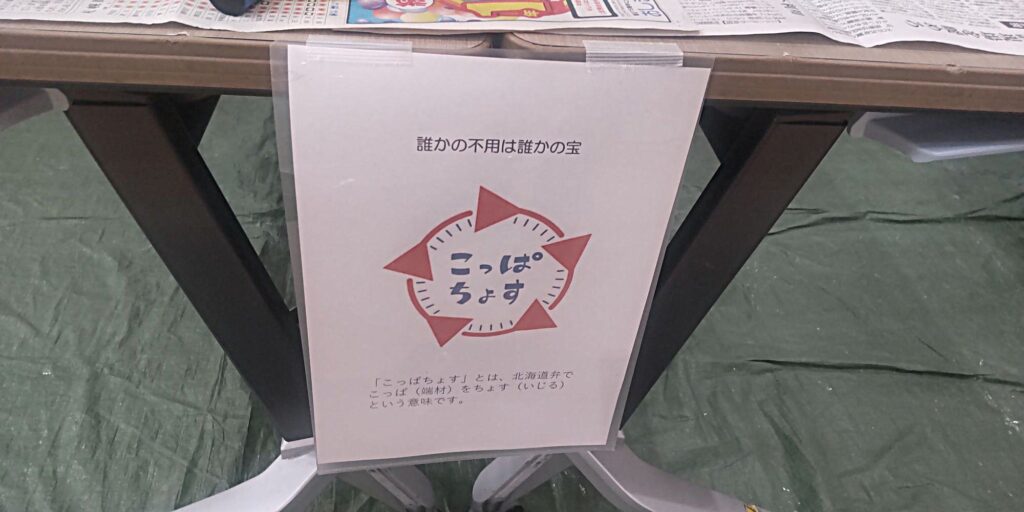 誰かの不用は誰かの宝
こっぱ
ちょす
「こっぱちょす」とは、北海道弁で
こっぱ（端材）をちょす（いじる）
という意味です。